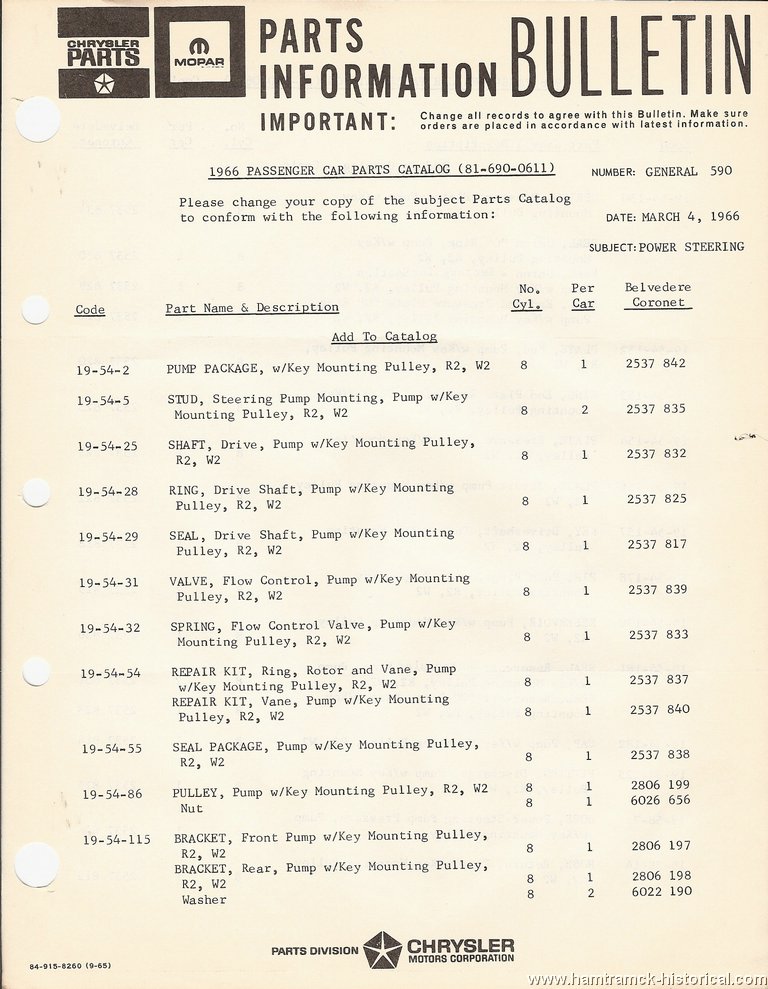 CHRYSLER
PARTS
MOPAR
PARTS
INFORMATION BULLETIN
IMPORTANT: Change all records to agree with this Bulletin. Make sure
orders are placed in accordance with latest information.
1966 PASSENGER CAR PARTS CATALOG (81-690-0611)
NUMBER: GENERAL 590
Please change your copy of the subject Parts Catalog
to conform with the following information:
DATE: MARCH 4, 1966
SUBJECT: POWER STEERING
No. Per Belvedere
Code Part Name & Description Cyl. Car Coronet
Add To Catalog
19-54-2 PUMP PACKAGE, w/Key Mounting Pulley, R2, W2 8 1 2537 842
19-54-5 STUD, Steering Pump Mounting, Pump w/Key
Mounting Pulley, R2, W2 8 2 2537 835
19-54-25 SHAFT, Drive, Pump w/Key Mounting Pulley,
R2, W2 8 1 2537 832
19-54-28 RING, Drive Shaft, Pump w/Key Mounting
Pulley, R2, W2 8 1 2537 825
19-54-29 SEAL, Drive Shaft, Pump w/Key Mounting
Pulley, R2, W2 8 1 2537 817
19-54-31 VALVE, Flow Control, Pump w/Key Mounting
Pulley, R2, W2 8 1 2537 839
19-54-32 SPRING, Flow Control Valve, Pump w/Key
Mounting Pulley, R2, W2 8 1 2537 833
19-54-54 REPAIR KIT, Ring, Rotor and Vane, Pump
w/Key Mounting Pulley, R2, W2 8 1 2537 837
REPAIR KIT, Vane, Pump w/Key Mounting
Pulley, R2, W2 8 1 2537 840
19-54-55 SEAL PACKAGE, Pump w/Key Mounting Pulley,
R2, W2 8 1 2537 838
19-54-86 PULLEY, Pump w/Key Mounting Pulley, R2, W2 8 1 2806 199
Nut 8 1 6026 656
19-54-115 BRACKET, Front Pump w/Key Mounting Pulley,
R2, W2 8 1 2806 197
BRACKET, Rear, Pump w/Key Mounting Pulley,
R2, W2 8 1 2806 198
Washer 8 2 6022 190
PARTS DIVISION CHRYSLER
MOTORS CORPORATION
84-915-8260 (9-65)
www.hamtramck-historical.com